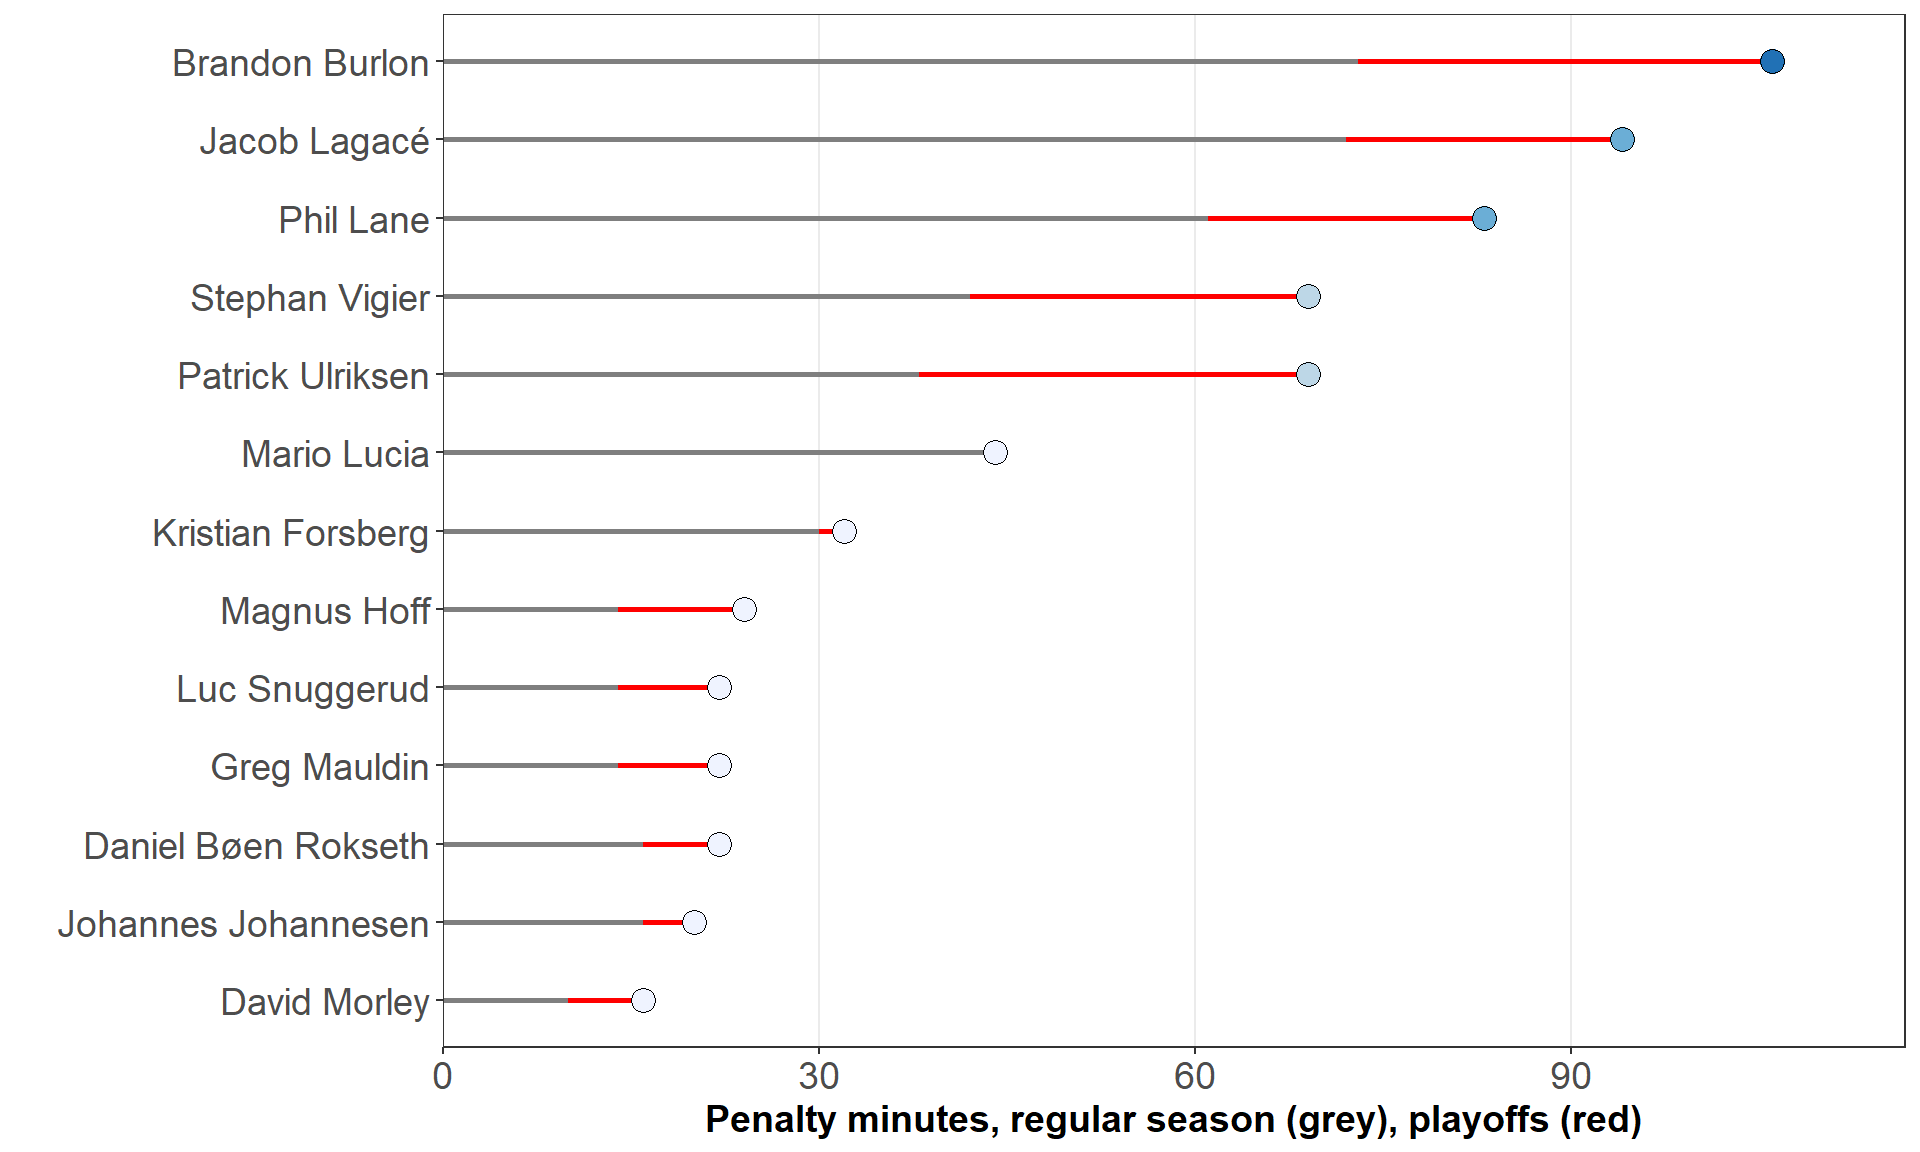 Brandon Burlon
Jacob Lagacé
Phil Lane
Stephan Vigier
Patrick Ulriksen
Mario Lucia
Kristian Forsberg
Magnus Hoff
Luc Snuggerud
Greg Mauldin
Daniel Bøen Rokseth
Johannes Johannesen
David Morley
0 30 60 90
Penalty minutes, regular season (grey), playoffs (red)